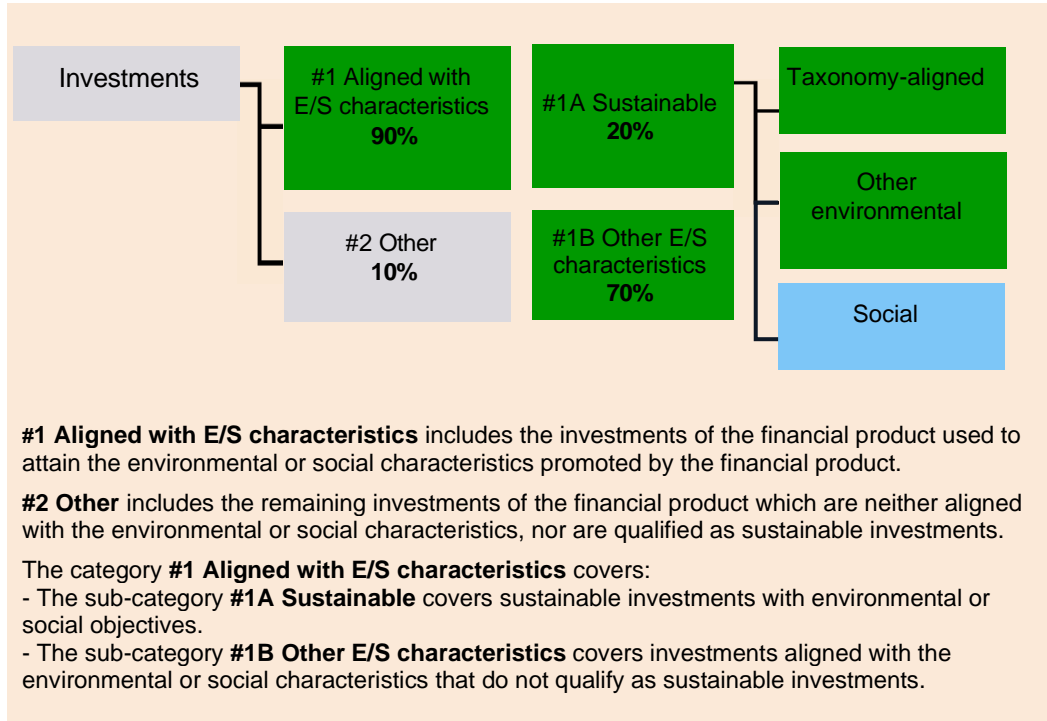 Investments
#1 Aligned with
E/S characteristics
90%
#2 Other
10%
#1A Sustainable
20%
#1B Other E/S
characteristics
70%
Taxonomy-aligned
Other
environmental
Social
#1 Aligned with E/S characteristics includes the investments of the financial product used to
attain the environmental or social characteristics promoted by the financial product.
#2 Other includes the remaining investments of the financial product which are neither aligned
with the environmental or social characteristics, nor are qualified as sustainable investments.
The category #1 Aligned with E/S characteristics covers:
- The sub-category #1A Sustainable covers sustainable investments with environmental or
social objectives.
- The sub-category #1B Other E/S characteristics covers investments aligned with the
environmental or social characteristics that do not qualify as sustainable investments.